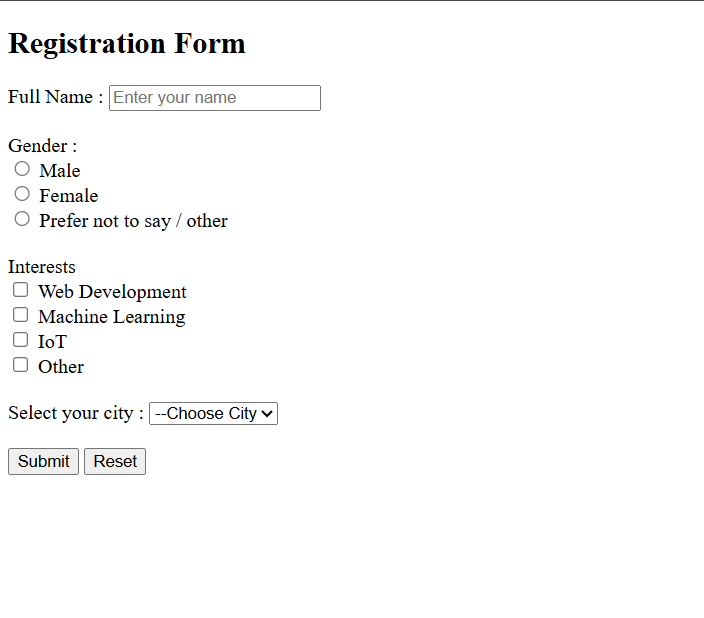 Registration Form
Full Name : Enter your name
Gender :
Male
Female
Prefer not to say / other
Interests
Web Development
Machine Learning
IoT
Other
Select your city : --Choose City
Submit Reset